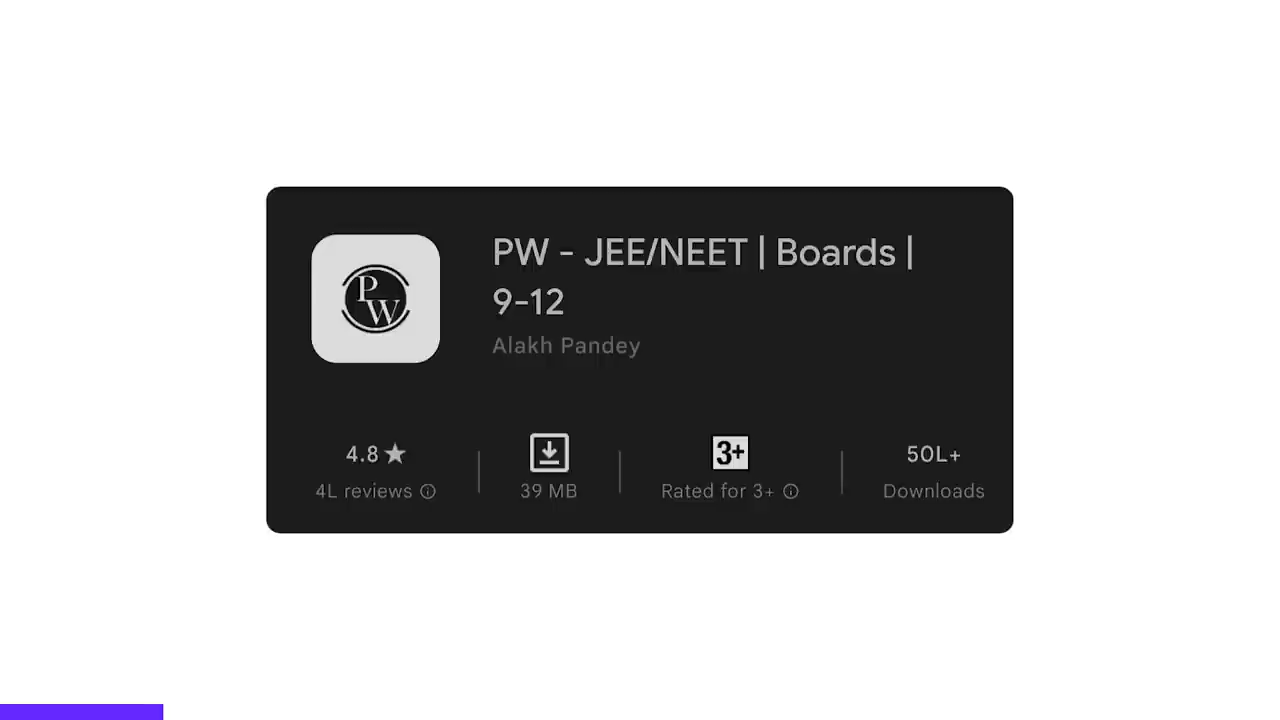 PW
PW - JEE/NEET | Boards |
9-12
Alakh Pandey
4.8★
4L reviews
39 MB
3+
Rated for 3+
50L+
Downloads